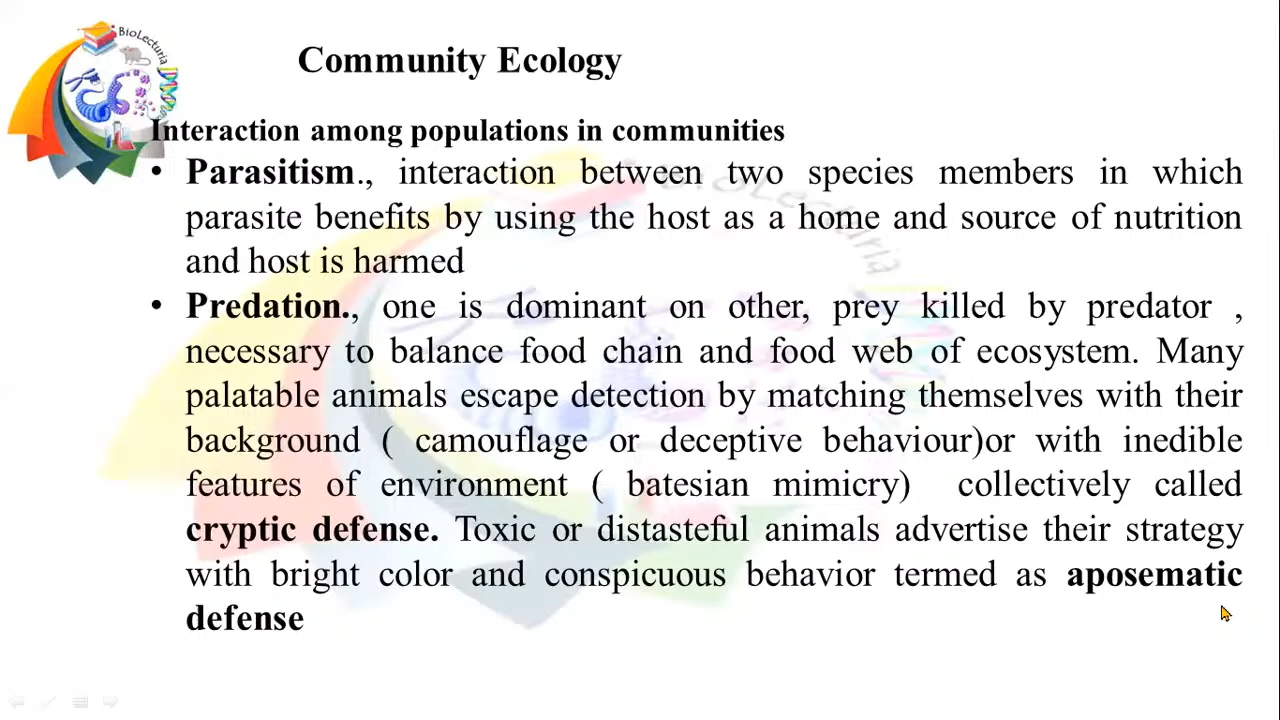 BioLecturia
Community Ecology
Interaction among populations in communities
• Parasitism., interaction between two species members in which
parasite benefits by using the host as a home and source of nutrition
and host is harmed
• Predation., one is dominant on other, prey killed by predator ,
necessary to balance food chain and food web of ecosystem. Many
palatable animals escape detection by matching themselves with their
background ( camouflage or deceptive behaviour)or with inedible
features of environment ( batesian mimicry) collectively called
cryptic defense. Toxic or distasteful animals advertise their strategy
with bright color and conspicuous behavior termed as aposematic
defense